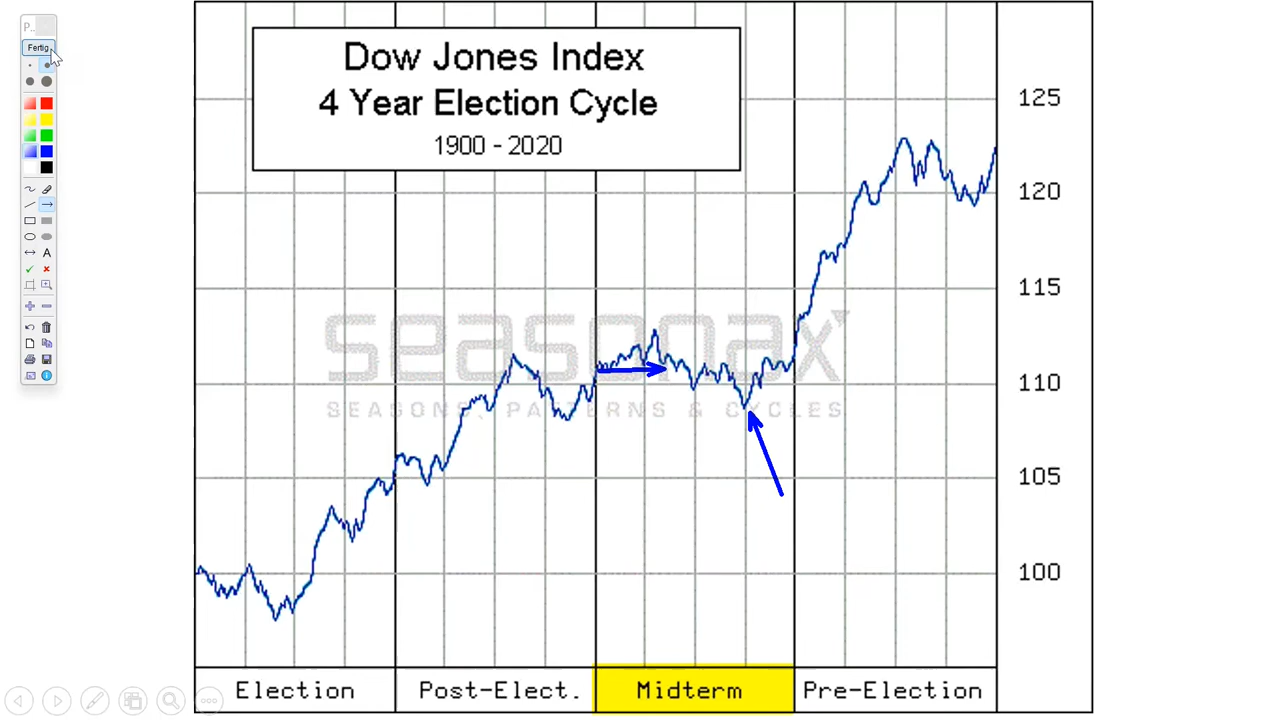 P..
Fertig
A
Dow Jones Index
4 Year Election Cycle
1900 - 2020
seasonax
SEASONS, PATTERNS & CYCLES
125
120
115
110
105
100
Election
Post-Elect.
Midterm
Pre-Election